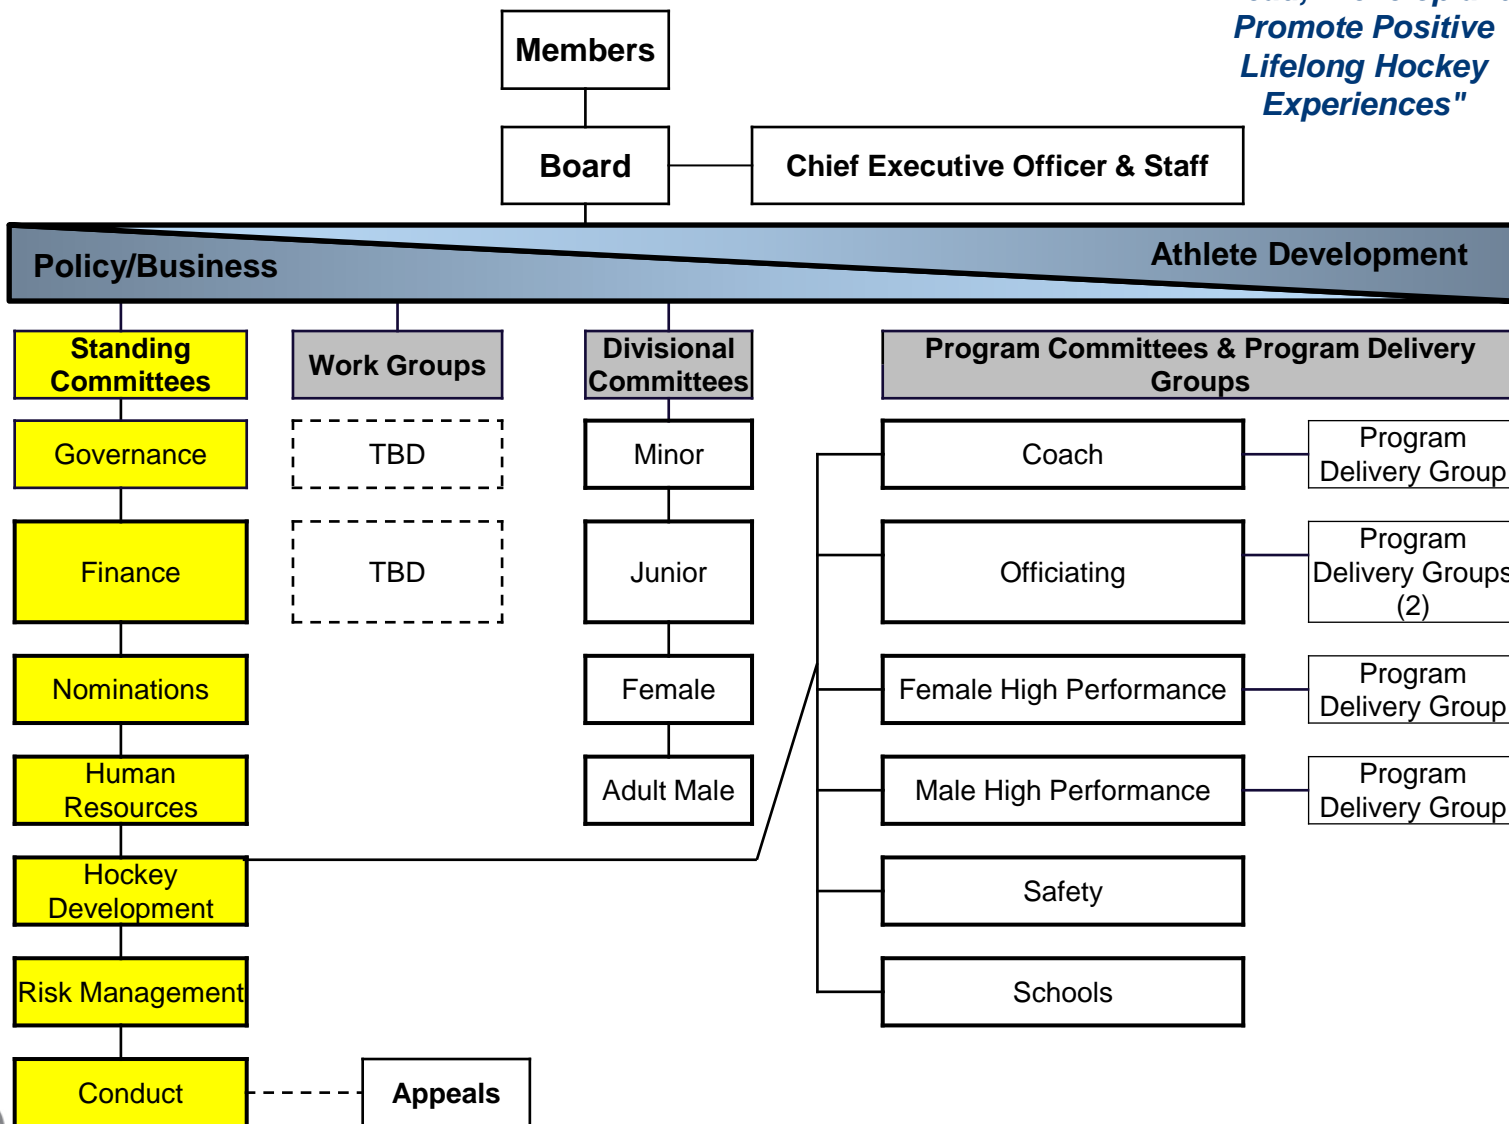 Promote Positive
Lifelong Hockey
Experiences"
Members
Board
Chief Executive Officer & Staff
Policy/Business
Athlete Development
Standing
Committees
Work Groups
Divisional
Committees
Program Committees & Program Delivery
Groups
Governance
TBD
Minor
Coach
Program
Delivery Group
Finance
TBD
Junior
Officiating
Program
Delivery Groups
(2)
Nominations
Female
Female High Performance
Program
Delivery Group
Human
Resources
Adult Male
Male High Performance
Program
Delivery Group
Hockey
Development
Safety
Risk Management
Schools
Conduct
Appeals